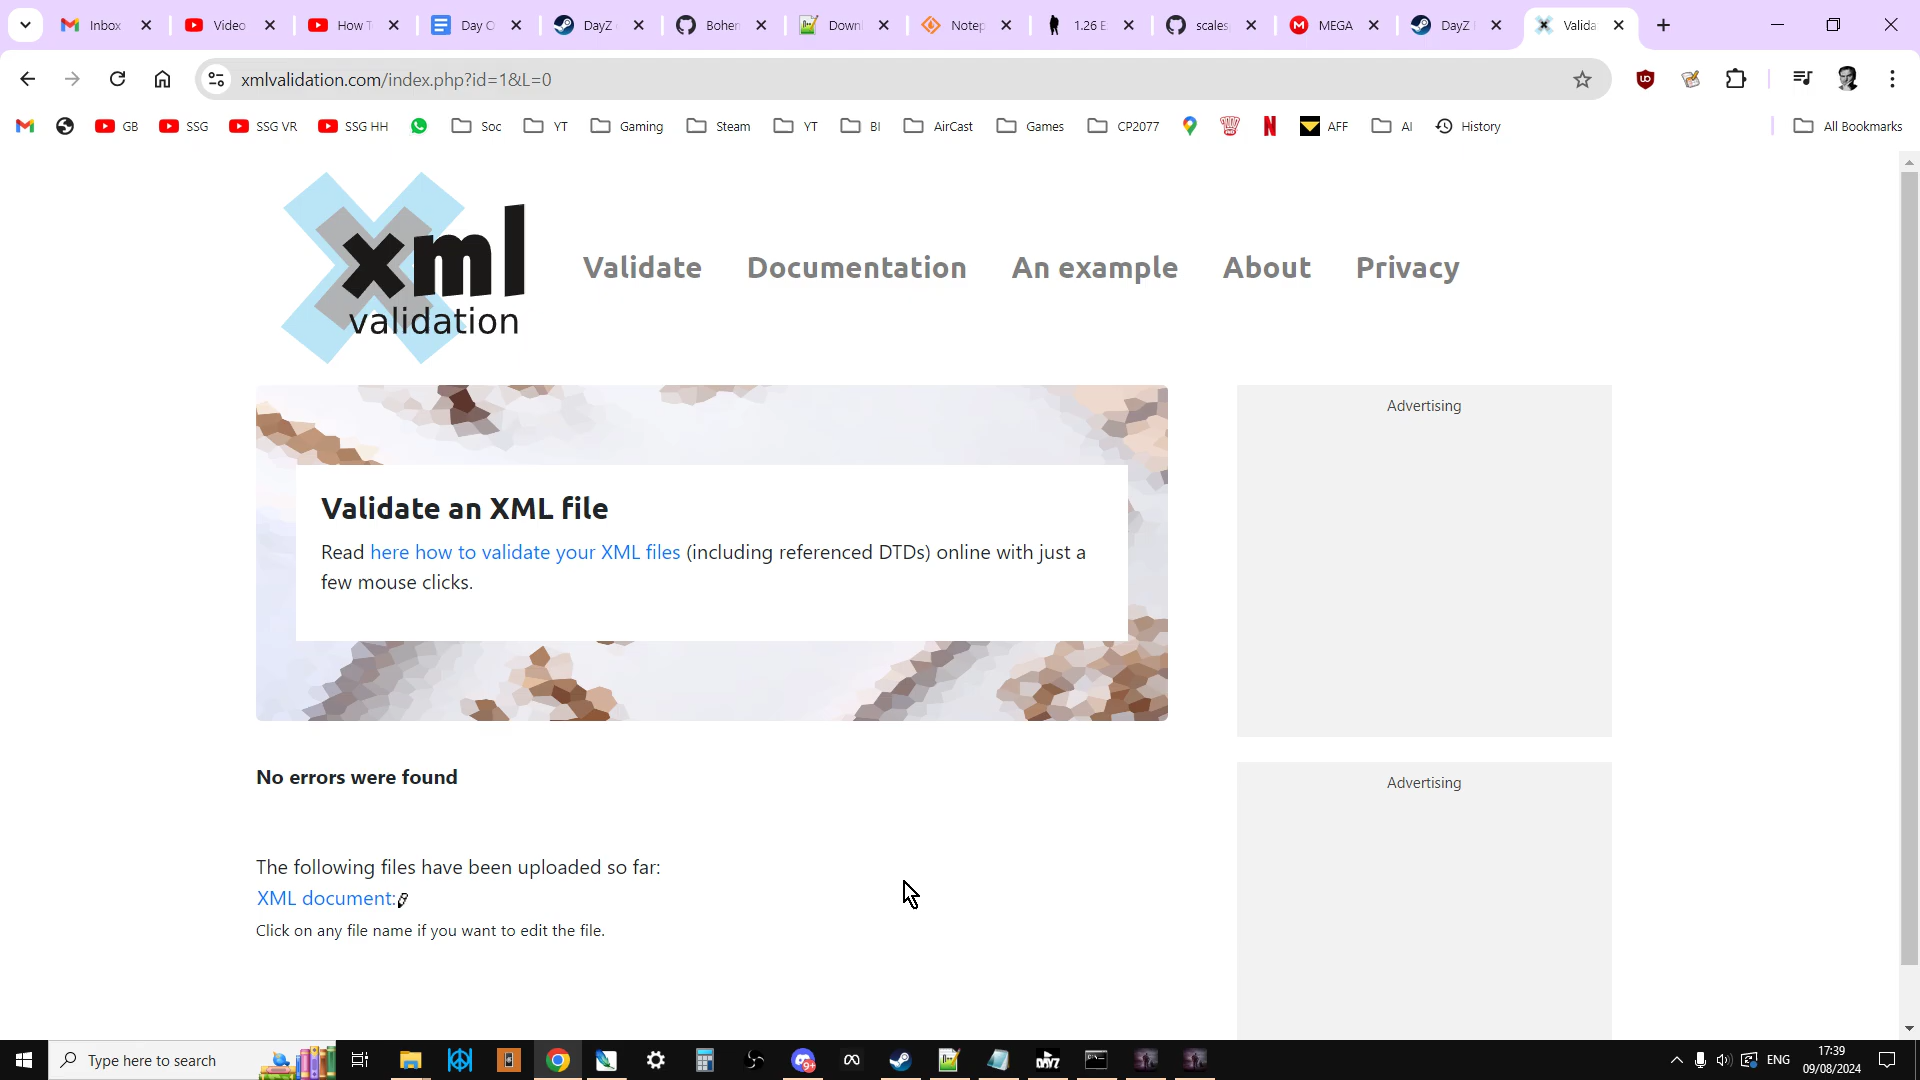 Inbox
Video
How T
Day O
DayZ
Bohen
Downl
Notep
1.26 E
scales
MEGA
DayZ
Valida
xmlvalidation.com/index.php?id=1&L=0
GB
SSG
SSG VR
SSG HH
Soc
YT
Gaming
Steam
YT
BI
AirCast
Games
CP2077
AFF
AI
History
All Bookmarks
xml
validation
Validate
Documentation
An example
About
Privacy
Advertising
Validate an XML file
Read here how to validate your XML files (including referenced DTDs) online with just a
few mouse clicks.
No errors were found
Advertising
The following files have been uploaded so far:
XML document:
Click on any file name if you want to edit the file.
Type here to search
DAYZ
ENG
17:39
09/08/2024